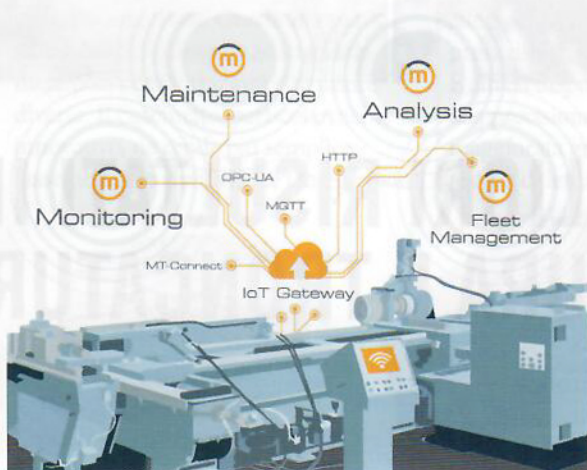 m
Maintenance
m
Analysis
HTTP
OPC-UA
m
Monitoring
MGTT
m
Fleet
Management
MT-Connect
IoT Gateway